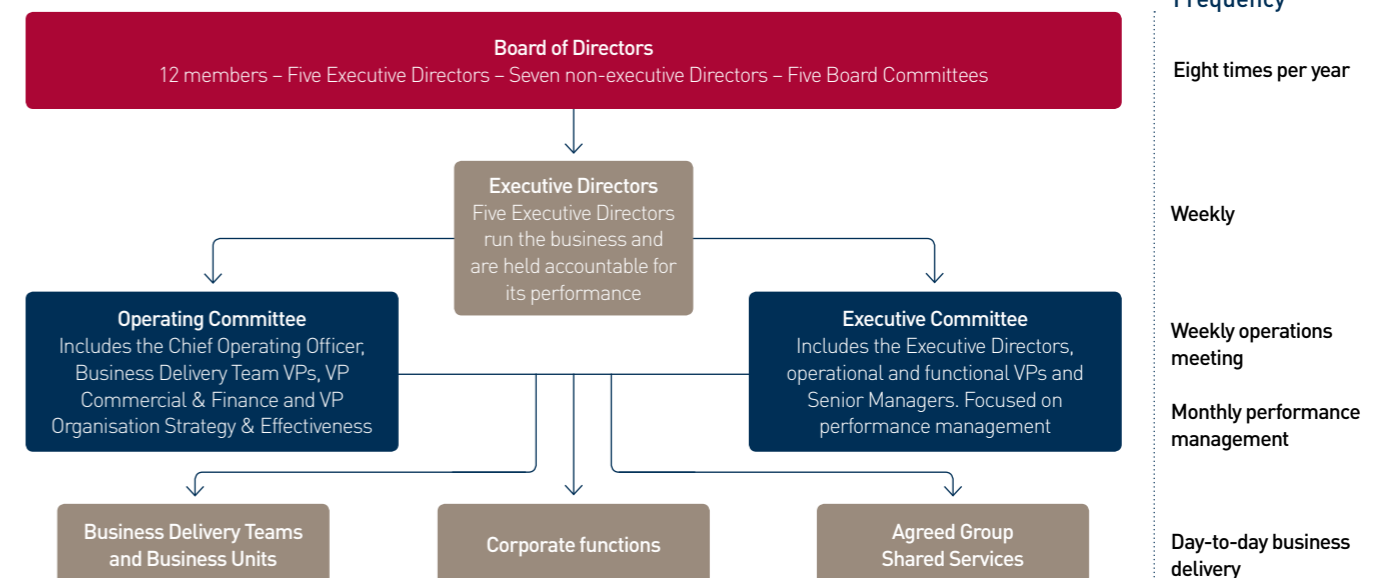 Frequency
Board of Directors
12 members – Five Executive Directors – Seven non-executive Directors – Five Board Committees
Eight times per year
Executive Directors
Five Executive Directors
run the business and
are held accountable for
its performance
Weekly
Operating Committee
Includes the Chief Operating Officer,
Business Delivery Team VPs, VP
Commercial & Finance and VP
Organisation Strategy & Effectiveness
Executive Committee
Includes the Executive Directors,
operational and functional VPs and
Senior Managers. Focused on
performance management
Weekly operations
meeting
Monthly performance
management
Business Delivery Teams
and Business Units
Corporate functions
Agreed Group
Shared Services
Day-to-day business
delivery